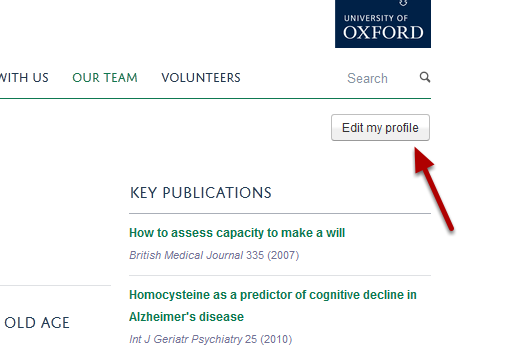 UNIVERSITY OF
OXFORD
WITH US OUR TEAM VOLUNTEERS Search
Edit my profile
KEY PUBLICATIONS
How to assess capacity to make a will
British Medical Journal 335 (2007)
Homocysteine as a predictor of cognitive decline in
Alzheimer's disease
Int J Geriatr Psychiatry 25 (2010)
OLD AGE